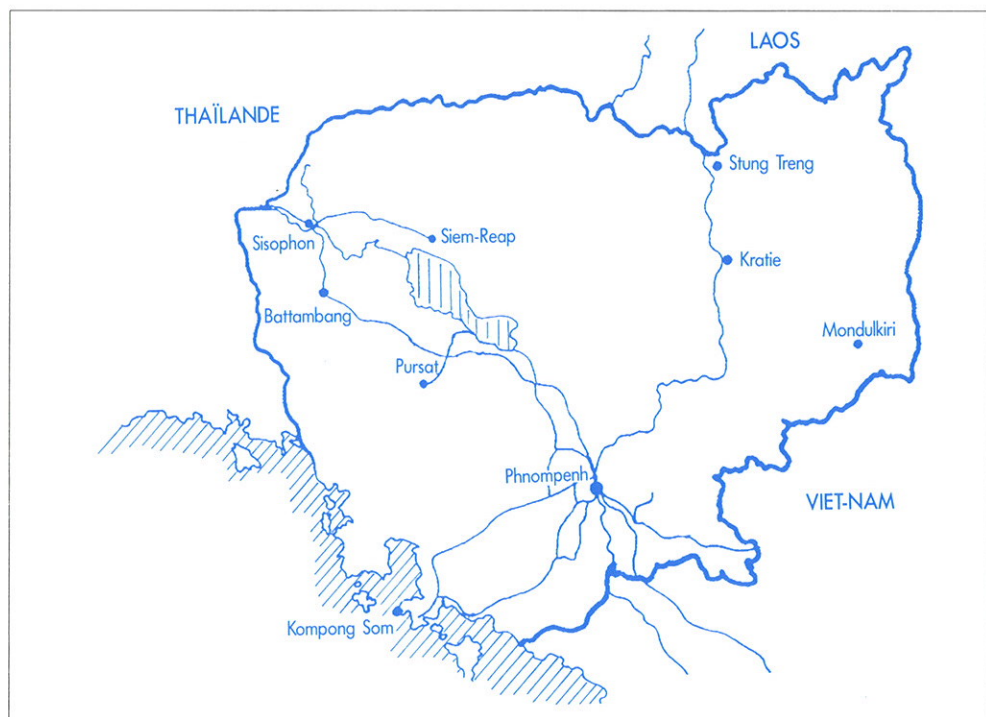 LAOS
THAÏLANDE
Stung Treng
Sisophon
Siem-Reap
Kratie
Battambang
Mondulkiri
Pursat
Phnompenh
VIET-NAM
Kompong Som